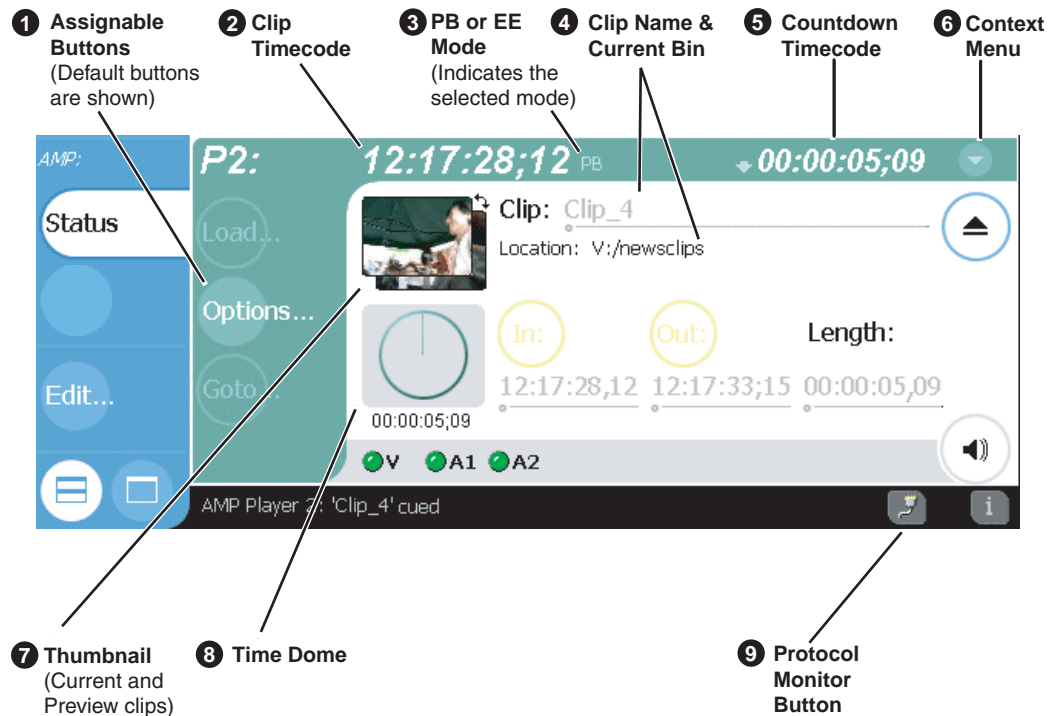 1 Assignable
Buttons
(Default buttons
are shown)
2 Clip
Timecode
3 PB or EE
Mode
(Indicates the
selected mode)
4 Clip Name &
Current Bin
5 Countdown
Timecode
6 Context
Menu
AMP:
P2:
12:17:28;12 PB
00:00:05;09
Status
Load...
Clip: Clip_4
Location: V:/newsclips
Options...
In:
Out:
Length:
Edit...
Goto...
12:17:28,12 12:17:33;15 00:00:05,09
00:00:05;09
V A1 A2
AMP Player 2: 'Clip_4' cued
i
7 Thumbnail
(Current and
Preview clips)
8 Time Dome
9 Protocol
Monitor
Button